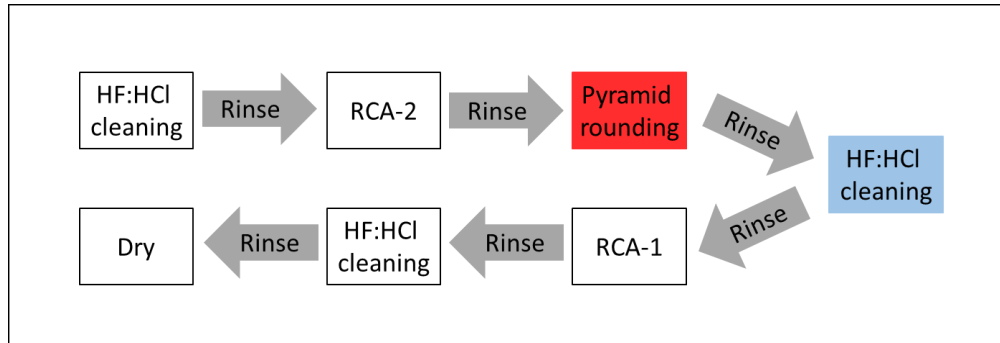 HF:HCl
cleaning
Rinse
RCA-2
Rinse
Pyramid
rounding
Rinse
HF:HCl
cleaning
Rinse
RCA-1
Rinse
HF:HCl
cleaning
Rinse
Dry